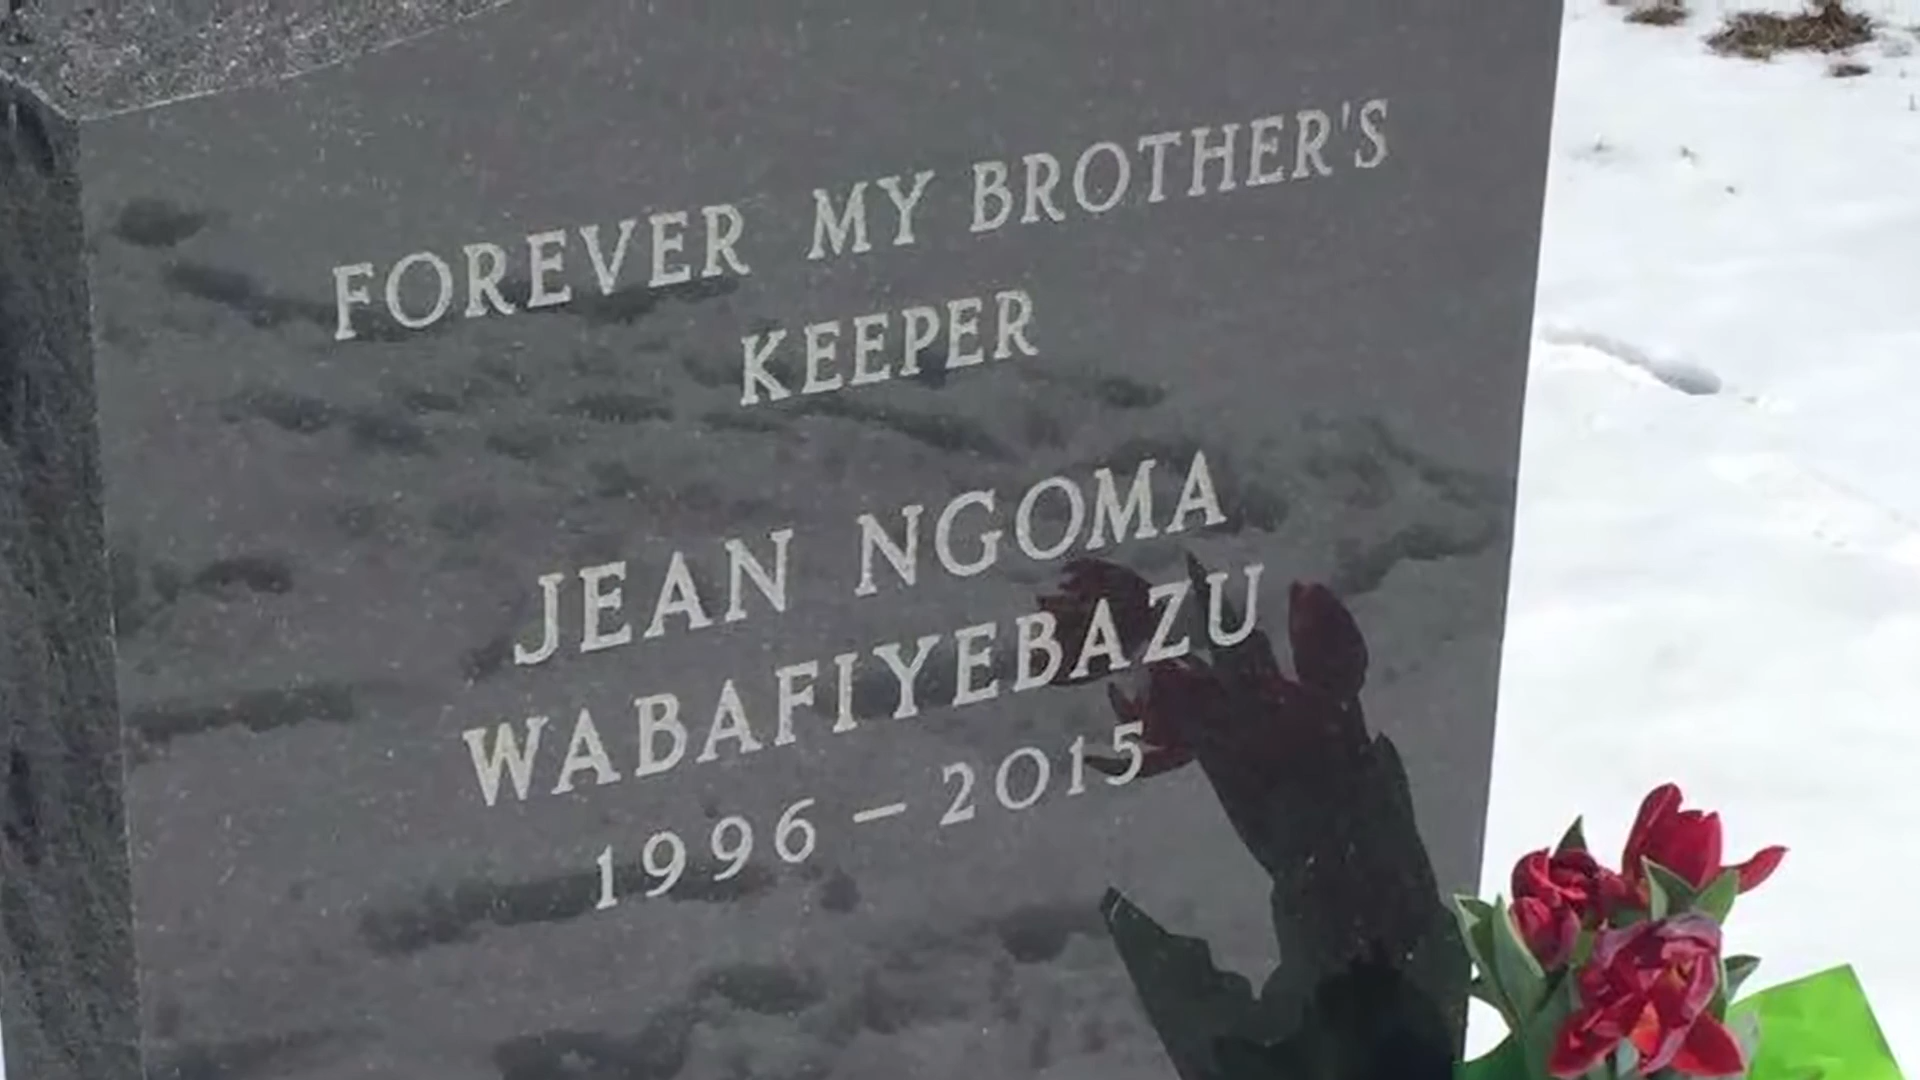 FOREVER MY BROTHER'S
KEEPER
JEAN NGOMA
WABAFIYEBAZU
1996 – 2015